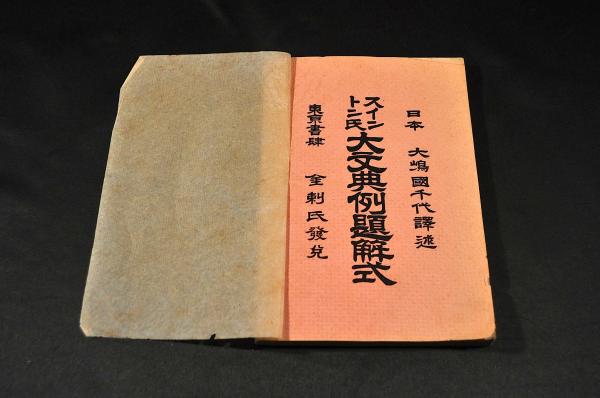 日本 大嶋國千代譯述
スイントン氏大文典例題解式
東京書肆 金刺氏發兌